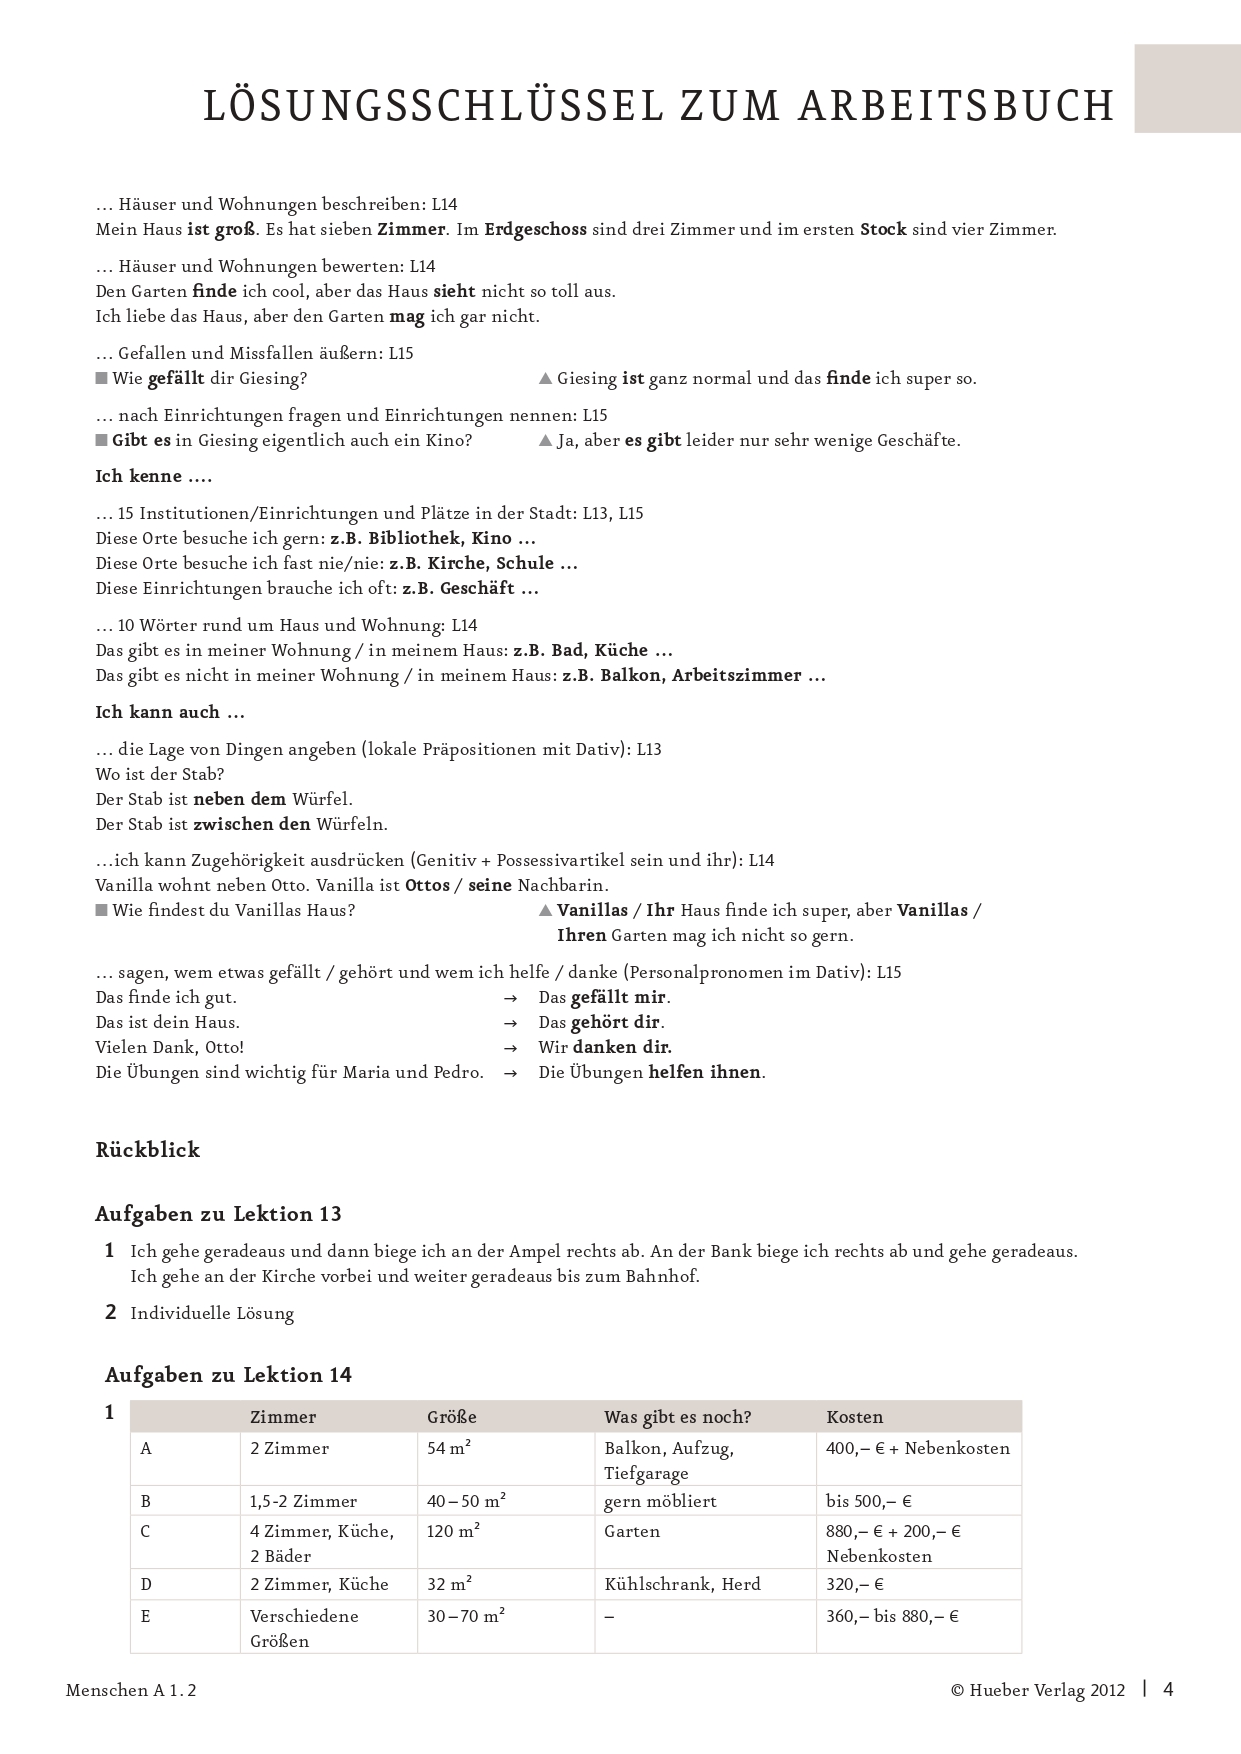 LÖSUNGSSCHLÜSSEL ZUM ARBEITSBUCH
... Häuser und Wohnungen beschreiben: L14
Mein Haus ist groß. Es hat sieben Zimmer. Im Erdgeschoss sind drei Zimmer und im ersten Stock sind vier Zimmer.
... Häuser und Wohnungen bewerten: L14
Den Garten finde ich cool, aber das Haus sieht nicht so toll aus.
Ich liebe das Haus, aber den Garten mag ich gar nicht.
... Gefallen und Missfallen äußern: L15
■ Wie gefällt dir Giesing? ▲ Giesing ist ganz normal und das finde ich super so.
... nach Einrichtungen fragen und Einrichtungen nennen: L15
■ Gibt es in Giesing eigentlich auch ein Kino? ▲ Ja, aber es gibt leider nur sehr wenige Geschäfte.
Ich kenne ....
... 15 Institutionen/Einrichtungen und Plätze in der Stadt: L13, L15
Diese Orte besuche ich gern: z.B. Bibliothek, Kino ...
Diese Orte besuche ich fast nie/nie: z.B. Kirche, Schule ...
Diese Einrichtungen brauche ich oft: z.B. Geschäft ...
... 10 Wörter rund um Haus und Wohnung: L14
Das gibt es in meiner Wohnung / in meinem Haus: z.B. Bad, Küche ...
Das gibt es nicht in meiner Wohnung / in meinem Haus: z.B. Balkon, Arbeitszimmer ...
Ich kann auch ...
... die Lage von Dingen angeben (lokale Präpositionen mit Dativ): L13
Wo ist der Stab?
Der Stab ist neben dem Würfel.
Der Stab ist zwischen den Würfeln.
...ich kann Zugehörigkeit ausdrücken (Genitiv + Possessivartikel sein und ihr): L14
Vanilla wohnt neben Otto. Vanilla ist Ottos / seine Nachbarin.
■ Wie findest du Vanillas Haus? ▲ Vanillas / Ihr Haus finde ich super, aber Vanillas /
Ihren Garten mag ich nicht so gern.
... sagen, wem etwas gefällt / gehört und wem ich helfe / danke (Personalpronomen im Dativ): L15
Das finde ich gut. → Das gefällt mir.
Das ist dein Haus. → Das gehört dir.
Vielen Dank, Otto! → Wir danken dir.
Die Übungen sind wichtig für Maria und Pedro. → Die Übungen helfen ihnen.
Rückblick
Aufgaben zu Lektion 13
1 Ich gehe geradeaus und dann biege ich an der Ampel rechts ab. An der Bank biege ich rechts ab und gehe geradeaus.
Ich gehe an der Kirche vorbei und weiter geradeaus bis zum Bahnhof.
2 Individuelle Lösung
Aufgaben zu Lektion 14
1 Zimmer Größe Was gibt es noch? Kosten
A 2 Zimmer 54 m² Balkon, Aufzug, 400,– € + Nebenkosten
Tiefgarage
B 1,5-2 Zimmer 40–50 m² gern möbliert bis 500,– €
C 4 Zimmer, Küche, 120 m² Garten 880,– € + 200,– €
2 Bäder Nebenkosten
D 2 Zimmer, Küche 32 m² Kühlschrank, Herd 320,– €
E Verschiedene 30–70 m² – 360,– bis 880,– €
Größen
Menschen A 1.2 © Hueber Verlag 2012 | 4